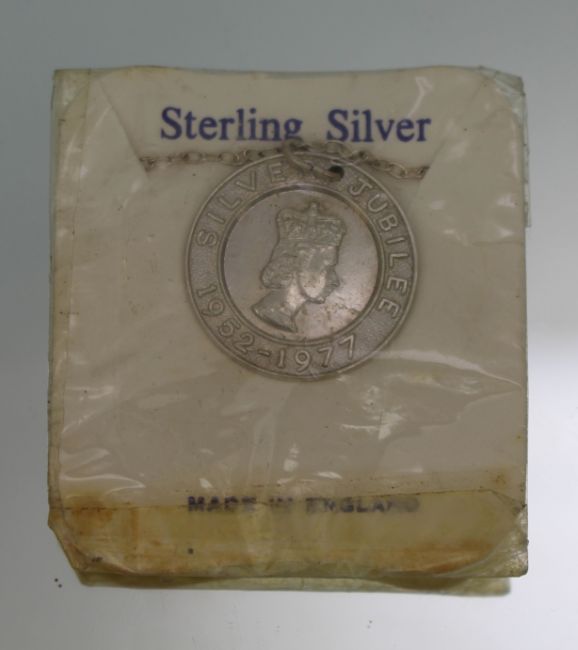 Sterling Silver
SILVER JUBILEE
1952-1977
MADE IN ENGLAND